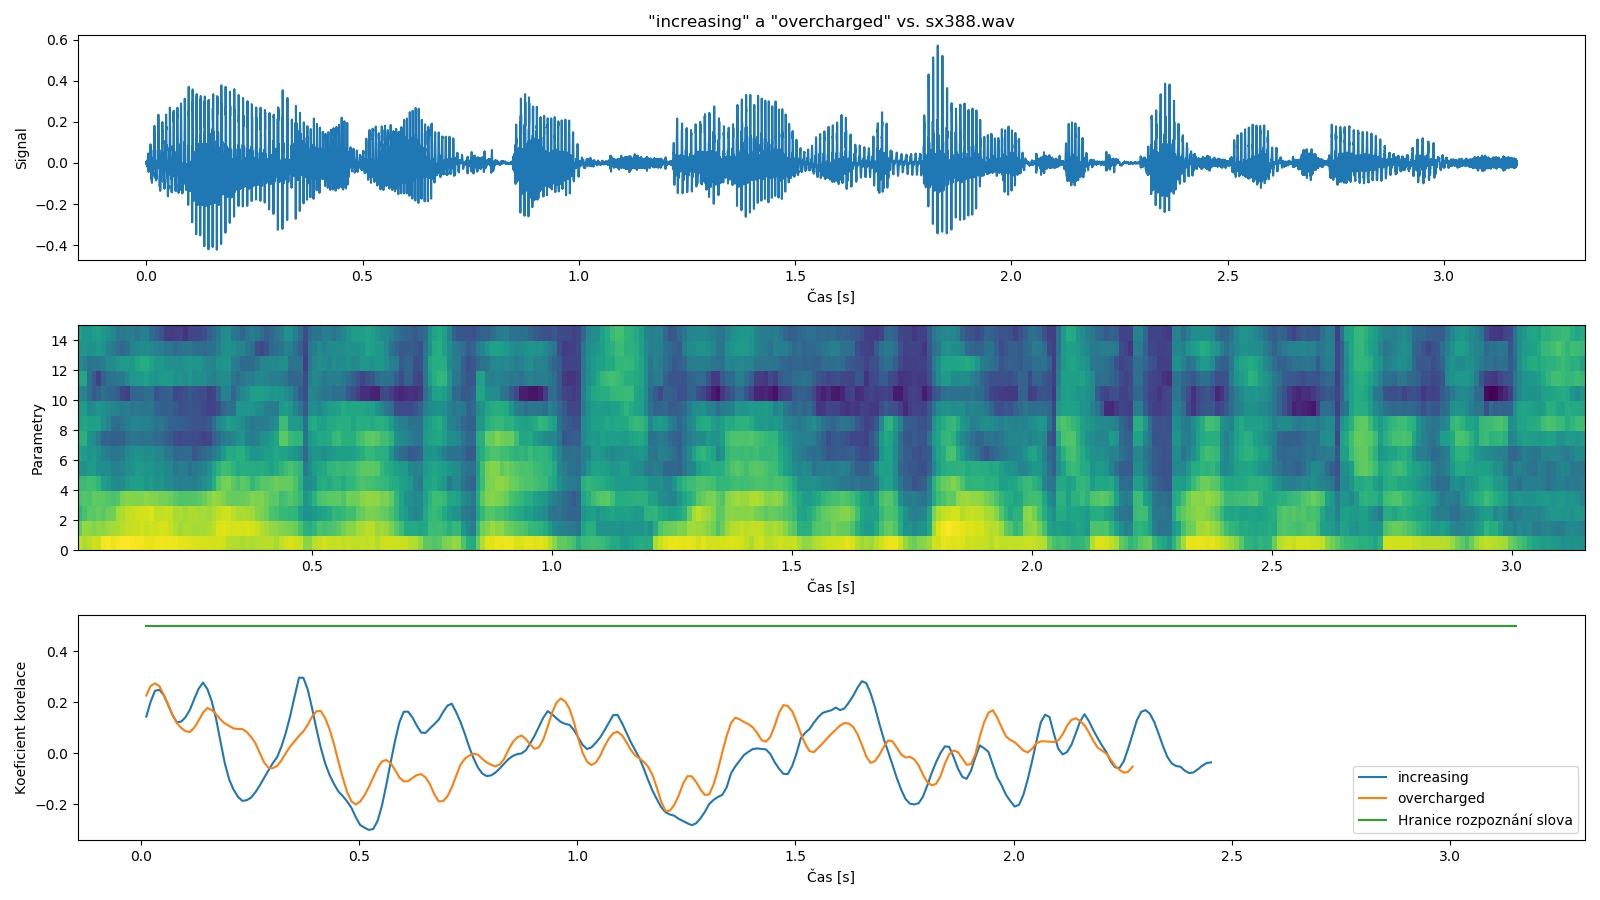 "increasing" a "overcharged" vs. sx388.wav
0.6
0.4
0.2
0.0
−0.2
−0.4
Signal
0.0 0.5 1.0 1.5 2.0 2.5 3.0
Čas [s]
14
12
10
8
6
4
2
0
Parametry
0.5 1.0 1.5 2.0 2.5 3.0
Čas [s]
0.4
0.2
0.0
−0.2
Koeficient korelace
increasing
overcharged
Hranice rozpoznání slova
0.0 0.5 1.0 1.5 2.0 2.5 3.0
Čas [s]